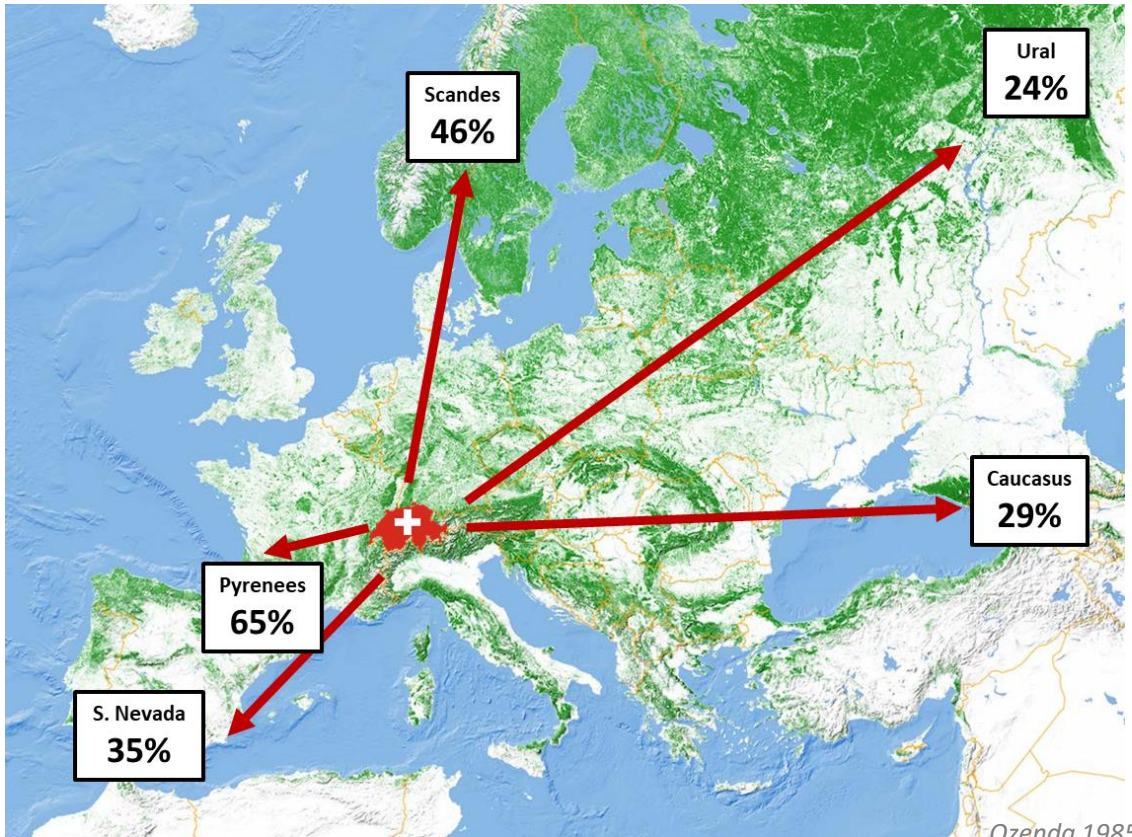 Ural
24%
Scandes
46%
Caucasus
29%
Pyrenees
65%
S. Nevada
35%
Ozenda 1985